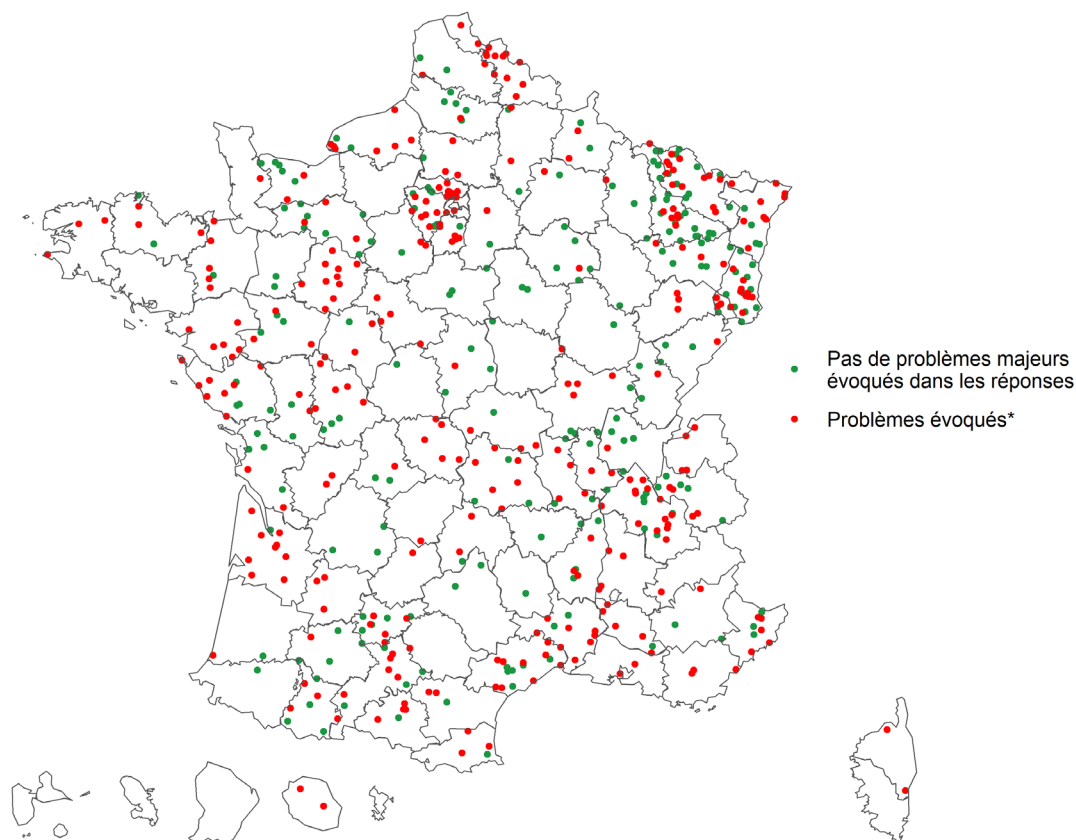 Pas de problèmes majeurs
évoqués dans les réponses
Problèmes évoqués*